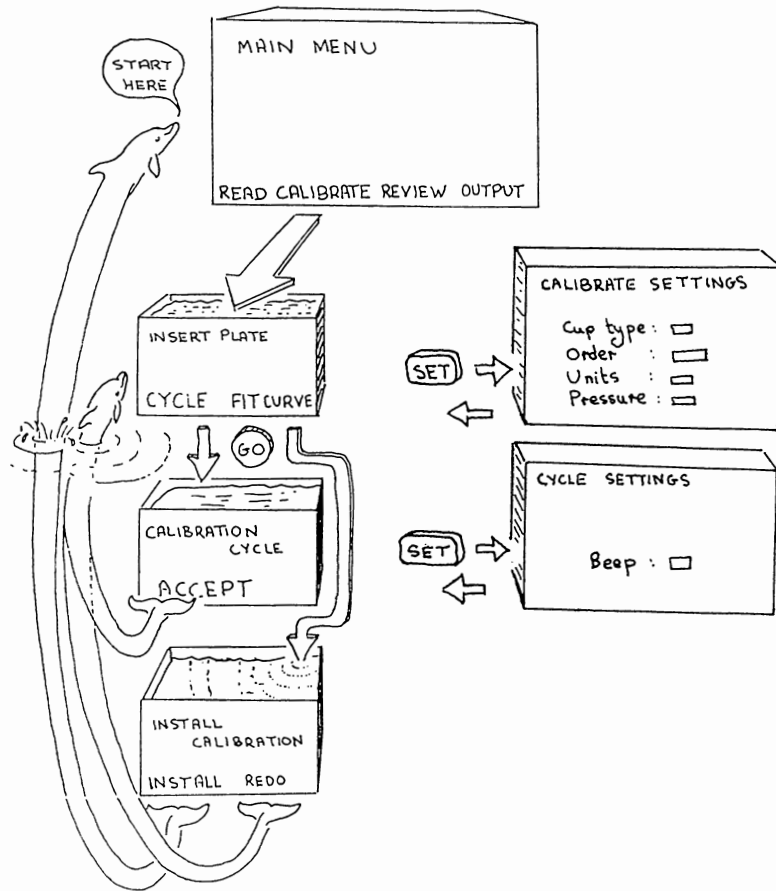 START
HERE
MAIN MENU
READ CALIBRATE REVIEW OUTPUT
INSERT PLATE
CYCLE FITCURVE
GO
CALIBRATION
CYCLE
ACCEPT
INSTALL
CALIBRATION
INSTALL REDO
CALIBRATE SETTINGS
Cup type :
Order :
Units :
Pressure :
SET
CYCLE SETTINGS
Beep :
SET